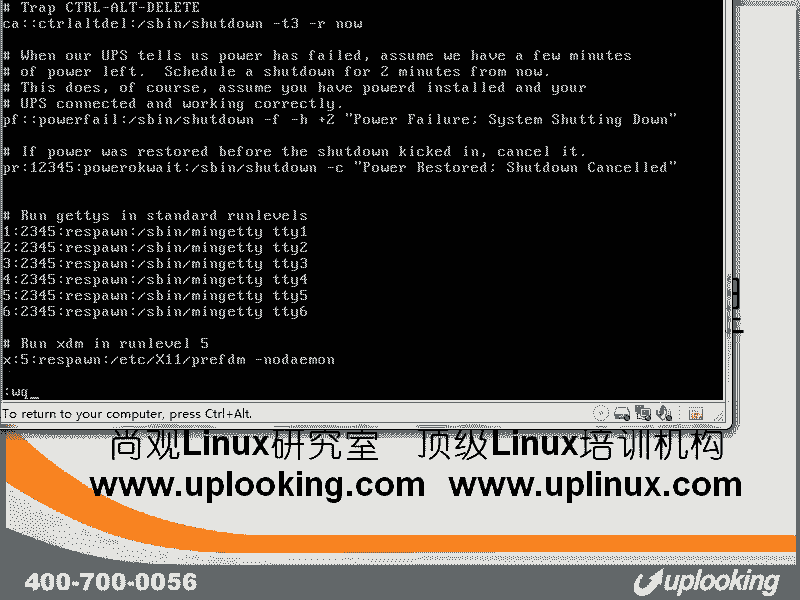 # Trap CTRL-ALT-DELETE
ca::ctrlaltdel:/sbin/shutdown -t3 -r now
# When our UPS tells us power has failed, assume we have a few minutes
# of power left.  Schedule a shutdown for 2 minutes from now.
# This does, of course, assume you have powerd installed and your
# UPS connected and working correctly.
pf::powerfail:/sbin/shutdown -f -h +2 "Power Failure; System Shutting Down"
# If power was restored before the shutdown kicked in, cancel it.
pr:12345:powerokwait:/sbin/shutdown -c "Power Restored; Shutdown Cancelled"
# Run gettys in standard runlevels
1:2345:respawn:/sbin/mingetty tty1
2:2345:respawn:/sbin/mingetty tty2
3:2345:respawn:/sbin/mingetty tty3
4:2345:respawn:/sbin/mingetty tty4
5:2345:respawn:/sbin/mingetty tty5
6:2345:respawn:/sbin/mingetty tty6
# Run xdm in runlevel 5
x:5:respawn:/etc/X11/prefdm -nodaemon
:wq_
To return to your computer, press Ctrl+Alt.
尚观Linux研究室 顶级Linux培训机构
www.uplooking.com www.uplinux.com
400-700-0056
uplooking